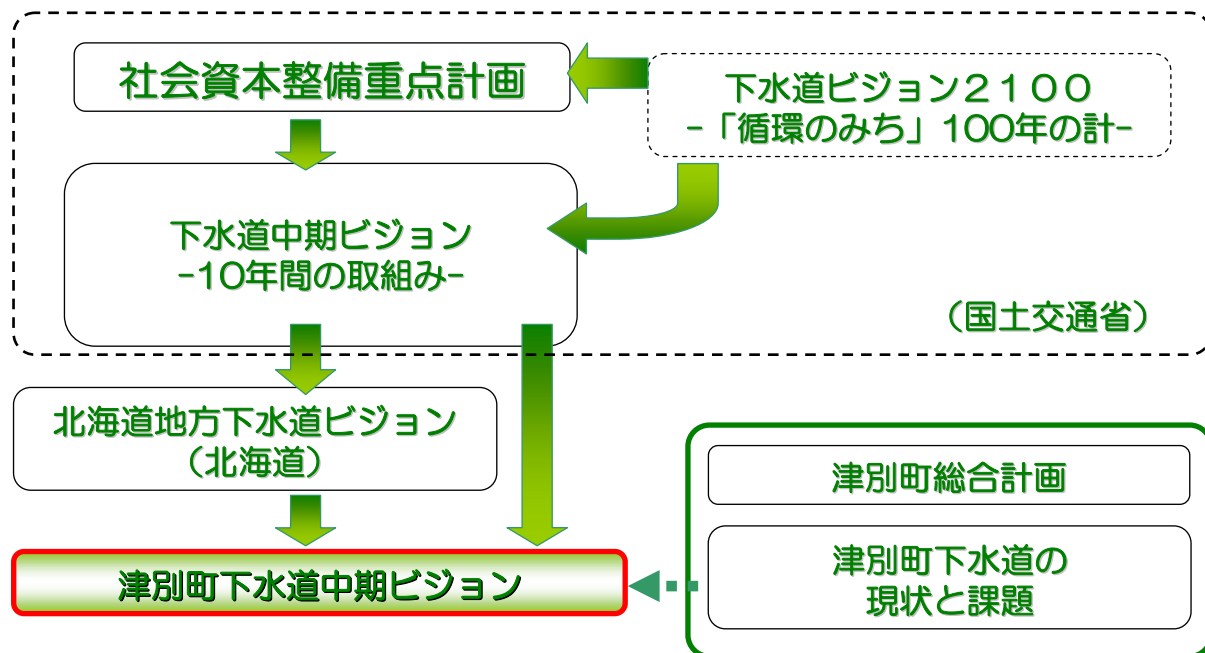 社会資本整備重点計画
下水道ビジョン２１００
-「循環のみち」100年の計-
下水道中期ビジョン
-10年間の取組み-
（国土交通省）
北海道地方下水道ビジョン
（北海道）
津別町総合計画
津別町下水道の
現状と課題
津別町下水道中期ビジョン